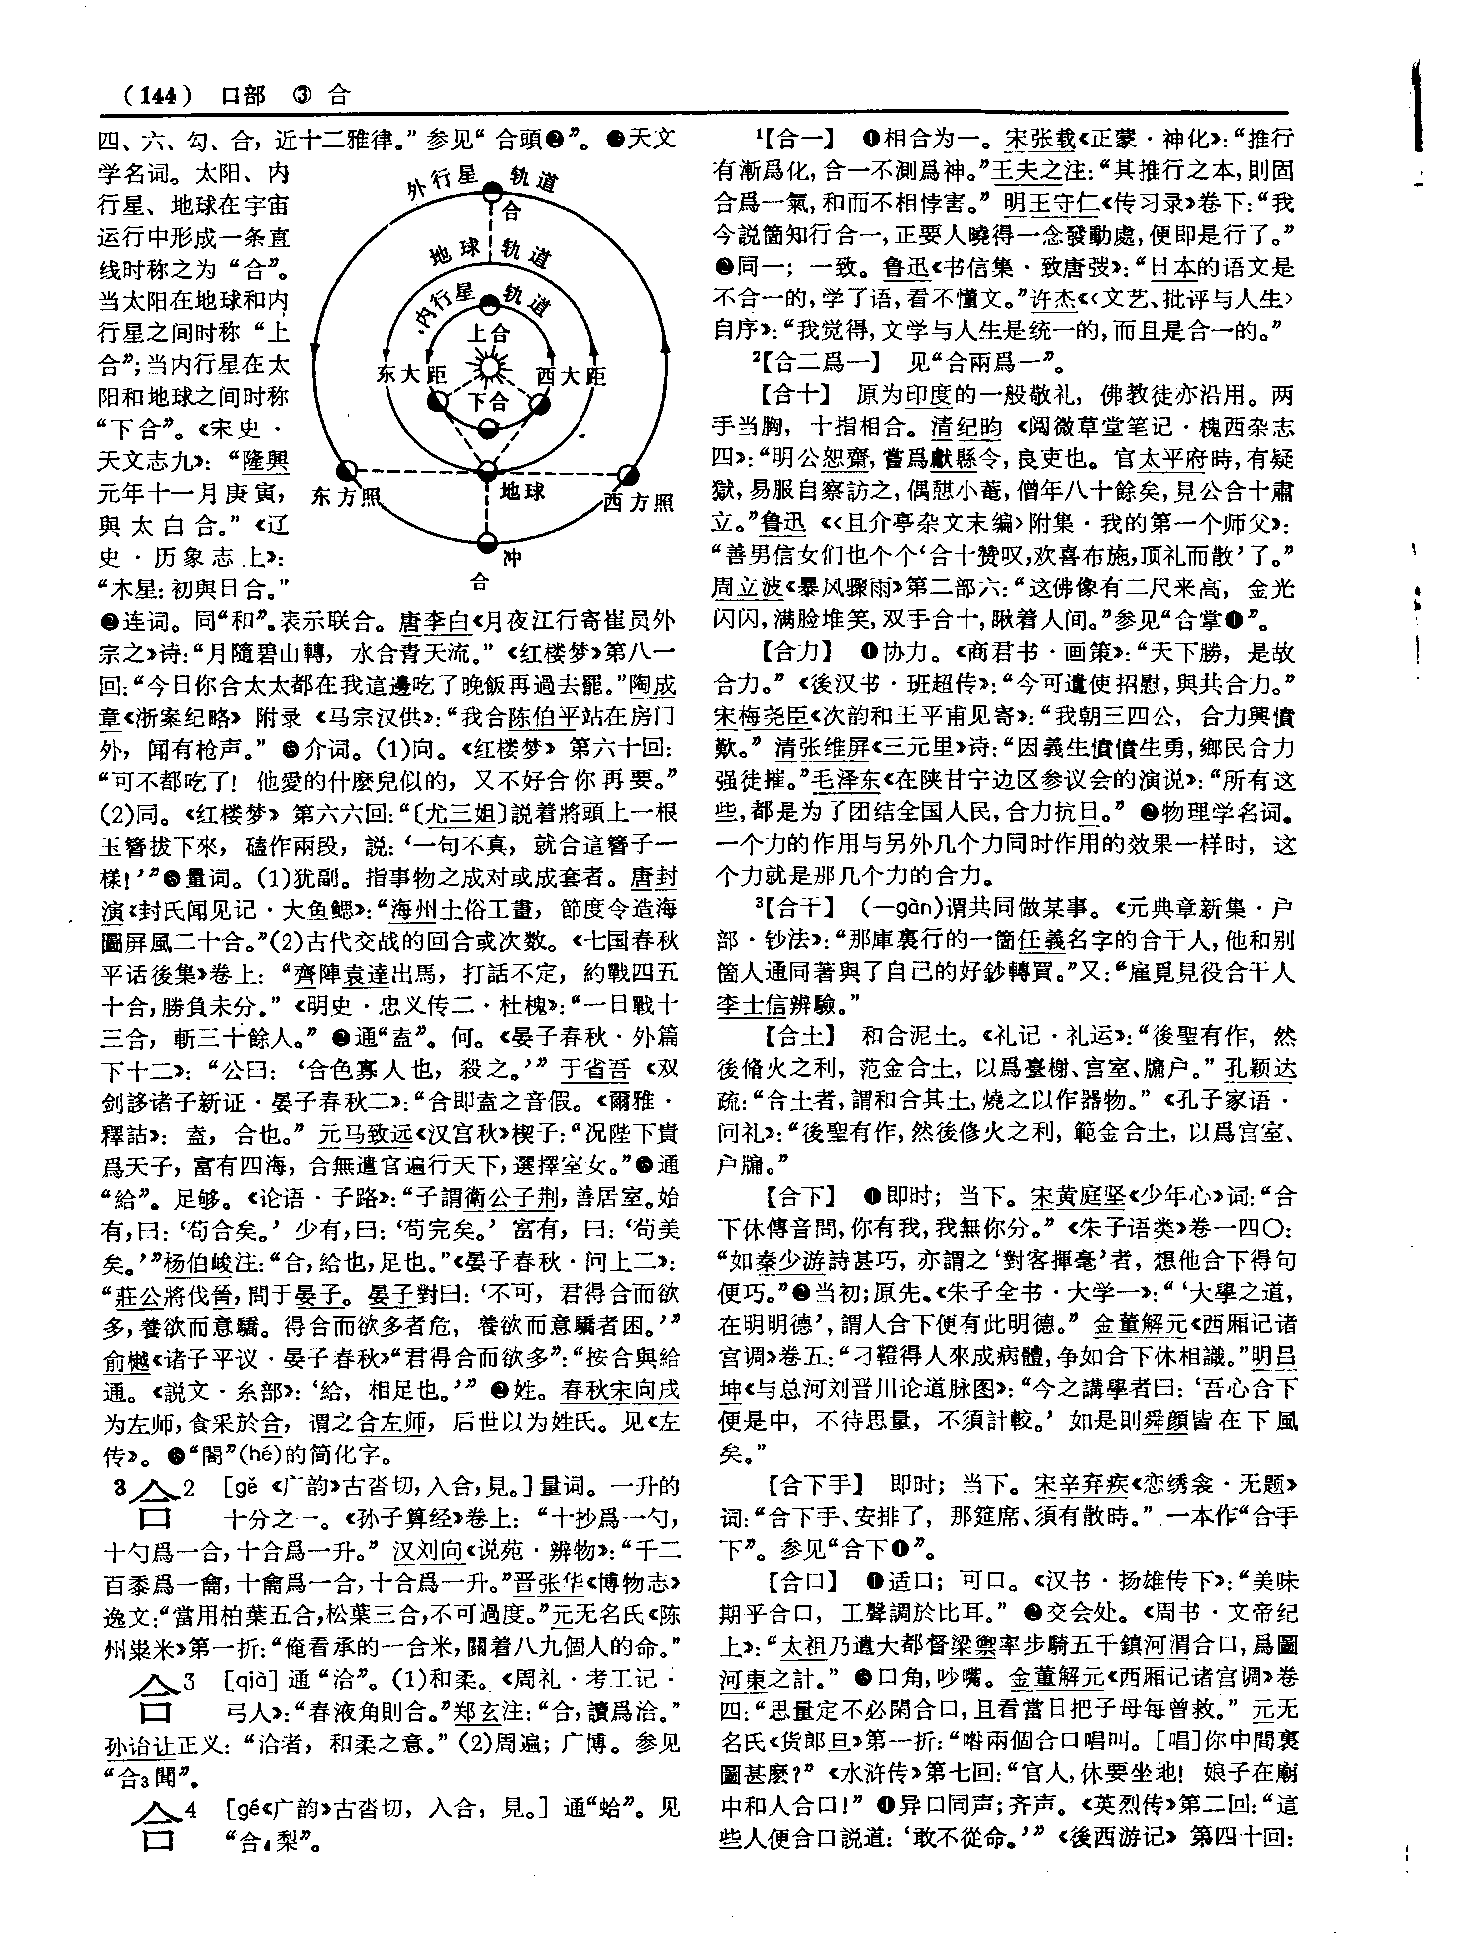 (144) 口部 ③ 合
四、六、勾、合，近十二雅律。”参见“合頭❷”。 天文
学名词。太阳、内
行星、地球在宇宙
运行中形成一条直
线时称之为“合”。
当太阳在地球和内
行星之间时称“上
合”；当内行星在太
阳和地球之间时称
“下合”。《宋史·
天文志九》：“隆興
元年十一月庚寅，
與太白合。”《辽
史·历象志上》：
“木星：初與日合。”
外行星 轨道
合
地球 轨道
内行星 轨道
上合
东大距 西大距
下合
东方照 地球 西方照
冲
合
连词。同“和”。表示联合。唐李白《月夜江行寄崔员外
宗之》诗：“月隨碧山轉，水合青天流。”《红楼梦》第八一
回：“今日你合太太都在我這邊吃了晚飯再過去罷。”陶成
章《浙案纪略》附录《马宗汉供》：“我合陈伯平站在房门
外，闻有枪声。” 介词。(1)向。《红楼梦》第六十回：
“可不都吃了！他愛的什麽兒似的，又不好合你再要。”
(2)同。《红楼梦》第六六回：“〔尤三姐〕説着將頭上一根
玉簪拔下來，磕作兩段，説：‘一句不真，就合這簪子一
樣！’” 量词。(1)犹副。指事物之成对或成套者。唐封
演《封氏闻见记·大鱼鳃》：“海州土俗工畫，節度令造海
圖屏風二十合。”(2)古代交战的回合或次数。《七国春秋
平话後集》卷上：“齊陣袁達出馬，打話不定，約戰四五
十合，勝負未分。”《明史·忠义传二·杜槐》：“一日戰十
三合，斬三十餘人。” 通“盍”。何。《晏子春秋·外篇
下十二》：“公曰：‘合色寡人也，殺之。’”于省吾《双
剑誃诸子新证·晏子春秋二》：“合即盍之音假。《爾雅·
釋詁》：盍，合也。”元马致远《汉宫秋》楔子：“况陛下貴
爲天子，富有四海，合無遣官遍行天下，選擇室女。” 通
“給”。足够。《论语·子路》：“子謂衛公子荆，善居室。始
有，曰：‘苟合矣。’少有，曰：‘苟完矣。’富有，曰：‘苟美
矣。’”杨伯峻注：“合，給也，足也。”《晏子春秋·问上二》：
“莊公將伐晉，問于晏子。晏子對曰：‘不可，君得合而欲
多，養欲而意驕。得合而欲多者危，養欲而意驕者困。’”
俞樾《诸子平议·晏子春秋》“君得合而欲多”：“按合與給
通。《説文·糸部》：‘給，相足也。’” 姓。春秋宋向戌
为左师，食采於合，谓之合左师，后世以为姓氏。见《左
传》。 “閤”(hé)的简化字。
3合2 [gě《广韵》古沓切，入合，見。]量词。一升的
十分之一。《孙子算经》卷上：“十抄爲一勺，
十勺爲一合，十合爲一升。”汉刘向《说苑·辨物》：“千二
百黍爲一龠，十龠爲一合，十合爲一升。”晋张华《博物志》
逸文：“當用柏葉五合，松葉三合，不可過度。”元无名氏《陈
州粜米》第一折：“俺看承的一合米，關着八九個人的命。”
合3 [qià]通“洽”。(1)和柔。《周礼·考工记·
弓人》：“春液角則合。”郑玄注：“合，讀爲洽。”
孙诒让正义：“洽者，和柔之意。”(2)周遍；广博。参见
“合3聞”。
合4 [gé《广韵》古沓切，入合，見。]通“蛤”。见
“合4梨”。
1【合一】 ❶相合为一。宋张载《正蒙·神化》：“推行
有漸爲化，合一不測爲神。”王夫之注：“其推行之本，則固
合爲一氣，和而不相悖害。”明王守仁《传习录》卷下：“我
今説箇知行合一，正要人曉得一念發動處，便即是行了。”
❷同一；一致。鲁迅《书信集·致唐弢》：“日本的语文是
不合一的，学了语，看不懂文。”许杰《〈文艺、批评与人生〉
自序》：“我觉得，文学与人生是统一的，而且是合一的。”
2【合二爲一】 见“合兩爲一”。
【合十】 原为印度的一般敬礼，佛教徒亦沿用。两
手当胸，十指相合。清纪昀《阅微草堂笔记·槐西杂志
四》：“明公恕齋，嘗爲獻縣令，良吏也。官太平府時，有疑
獄，易服自察訪之，偶憩小菴，僧年八十餘矣，見公合十肅
立。”鲁迅《〈且介亭杂文末编〉附集·我的第一个师父》：
“善男信女们也个个‘合十赞叹，欢喜布施，顶礼而散’了。”
周立波《暴风骤雨》第二部六：“这佛像有二尺来高，金光
闪闪，满脸堆笑，双手合十，瞅着人间。”参见“合掌❶”。
【合力】 ❶协力。《商君书·画策》：“天下勝，是故
合力。”《後汉书·班超传》：“今可遣使招慰，與共合力。”
宋梅尧臣《次韵和王平甫见寄》：“我朝三四公，合力興憤
歎。”清张维屏《三元里》诗：“因義生憤憤生勇，鄉民合力
强徒摧。”毛泽东《在陕甘宁边区参议会的演说》：“所有这
些，都是为了团结全国人民，合力抗日。” ❷物理学名词。
一个力的作用与另外几个力同时作用的效果一样时，这
个力就是那几个力的合力。
3【合干】 (—gàn)谓共同做某事。《元典章新集·户
部·钞法》：“那庫裏行的一箇任義名字的合干人，他和别
箇人通同著與了自己的好鈔轉買。”又：“雇覓見役合干人
李士信辨驗。”
【合土】 和合泥土。《礼记·礼运》：“後聖有作，然
後脩火之利，范金合土，以爲臺榭、宫室、牖户。”孔颖达
疏：“合土者，謂和合其土，燒之以作器物。”《孔子家语·
问礼》：“後聖有作，然後修火之利，範金合土，以爲宫室、
户牖。”
【合下】 ❶即时；当下。宋黄庭坚《少年心》词：“合
下休傳音問，你有我，我無你分。”《朱子语类》卷一四〇：
“如秦少游詩甚巧，亦謂之‘對客揮毫’者，想他合下得句
便巧。”❷当初；原先。《朱子全书·大学一》：“‘大學之道，
在明明德’，謂人合下便有此明德。”金董解元《西厢记诸
宫调》卷五：“刁蹬得人來成病體，争如合下休相識。”明吕
坤《与总河刘晋川论道脉图》：“今之講學者曰：‘吾心合下
便是中，不待思量，不須計較。’如是則舜顔皆在下風
矣。”
【合下手】 即时；当下。宋辛弃疾《恋绣衾·无题》
词：“合下手、安排了，那筵席、須有散時。”一本作“合手
下”。参见“合下❶”。
【合口】 ❶适口；可口。《汉书·扬雄传下》：“美味
期乎合口，工聲調於比耳。” ❷交会处。《周书·文帝纪
上》：“太祖乃遣大都督梁禦率步騎五千鎮河渭合口，爲圖
河東之計。” ❸口角，吵嘴。金董解元《西厢记诸宫调》卷
四：“思量定不必閑合口，且看當日把子母每曾救。”元无
名氏《货郎旦》第一折：“喒兩個合口唱叫。[唱]你中間裏
圖甚麽？”《水浒传》第七回：“官人，休要坐地！娘子在廟
中和人合口！” ❹异口同声；齐声。《英烈传》第二回：“這
些人便合口説道：‘敢不從命。’”《後西游记》第四十回：